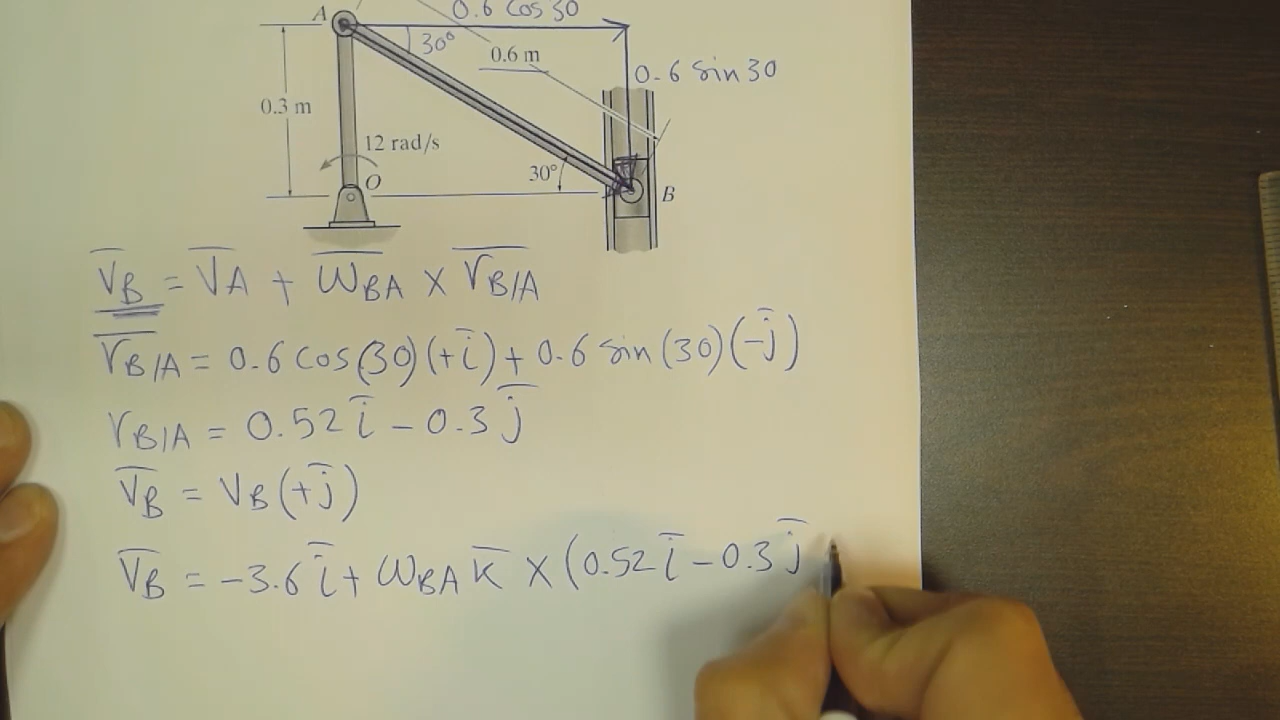 0.6 cos 30
A
30°
0.6 m
0.6 sin 30
0.3 m
12 rad/s
O
30°
B
V̅B = V̅A + ω̅BA × r̅B/A
r̅B/A = 0.6 cos(30)(+i̅) + 0.6 sin(30)(-j̅)
rB/A = 0.52 i̅ - 0.3 j̅
V̅B = VB(+j̅)
V̅B = -3.6 i̅ + ωBA k̅ × (0.52 i̅ - 0.3 j̅